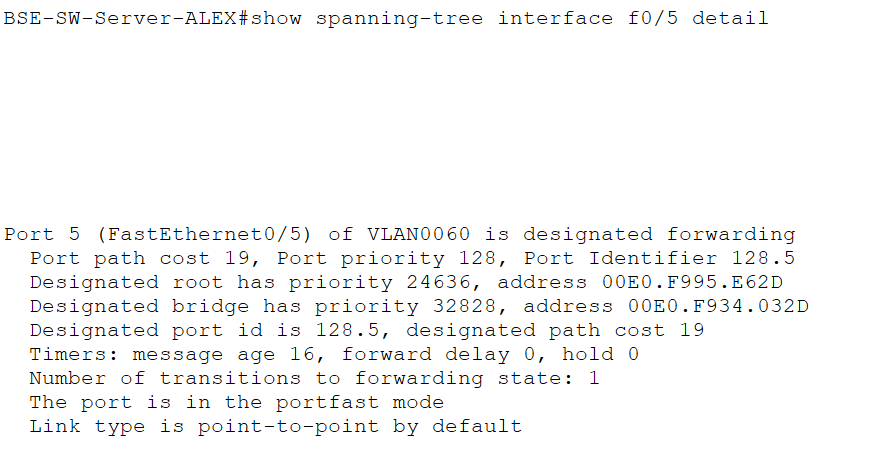 BSE-SW-Server-ALEX#show spanning-tree interface f0/5 detail
Port 5 (FastEthernet0/5) of VLAN0060 is designated forwarding
Port path cost 19, Port priority 128, Port Identifier 128.5
Designated root has priority 24636, address 00E0.F995.E62D
Designated bridge has priority 32828, address 00E0.F934.032D
Designated port id is 128.5, designated path cost 19
Timers: message age 16, forward delay 0, hold 0
Number of transitions to forwarding state: 1
The port is in the portfast mode
Link type is point-to-point by default